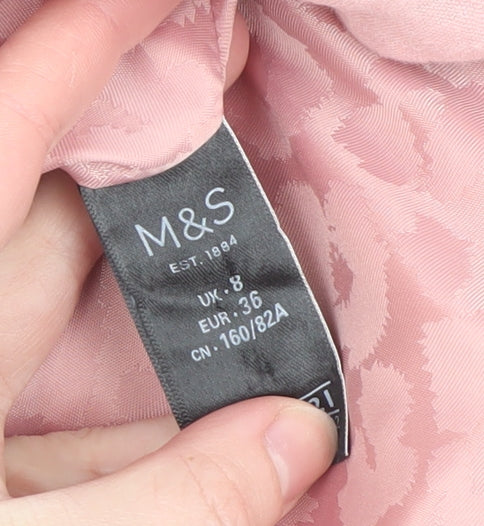 M&S
EST. 1884
UK • 8
EUR • 36
CN • 160/82A